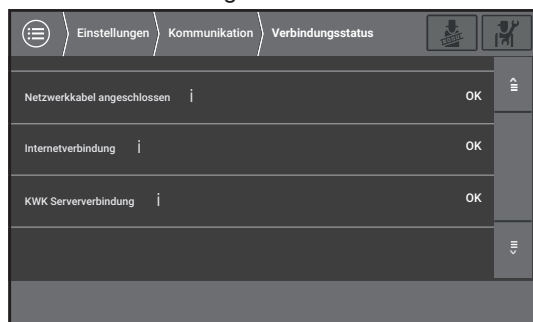 Einstellungen Kommunikation Verbindungsstatus
Netzwerkkabel angeschlossen i OK
Internetverbindung i OK
KWK Serververbindung i OK